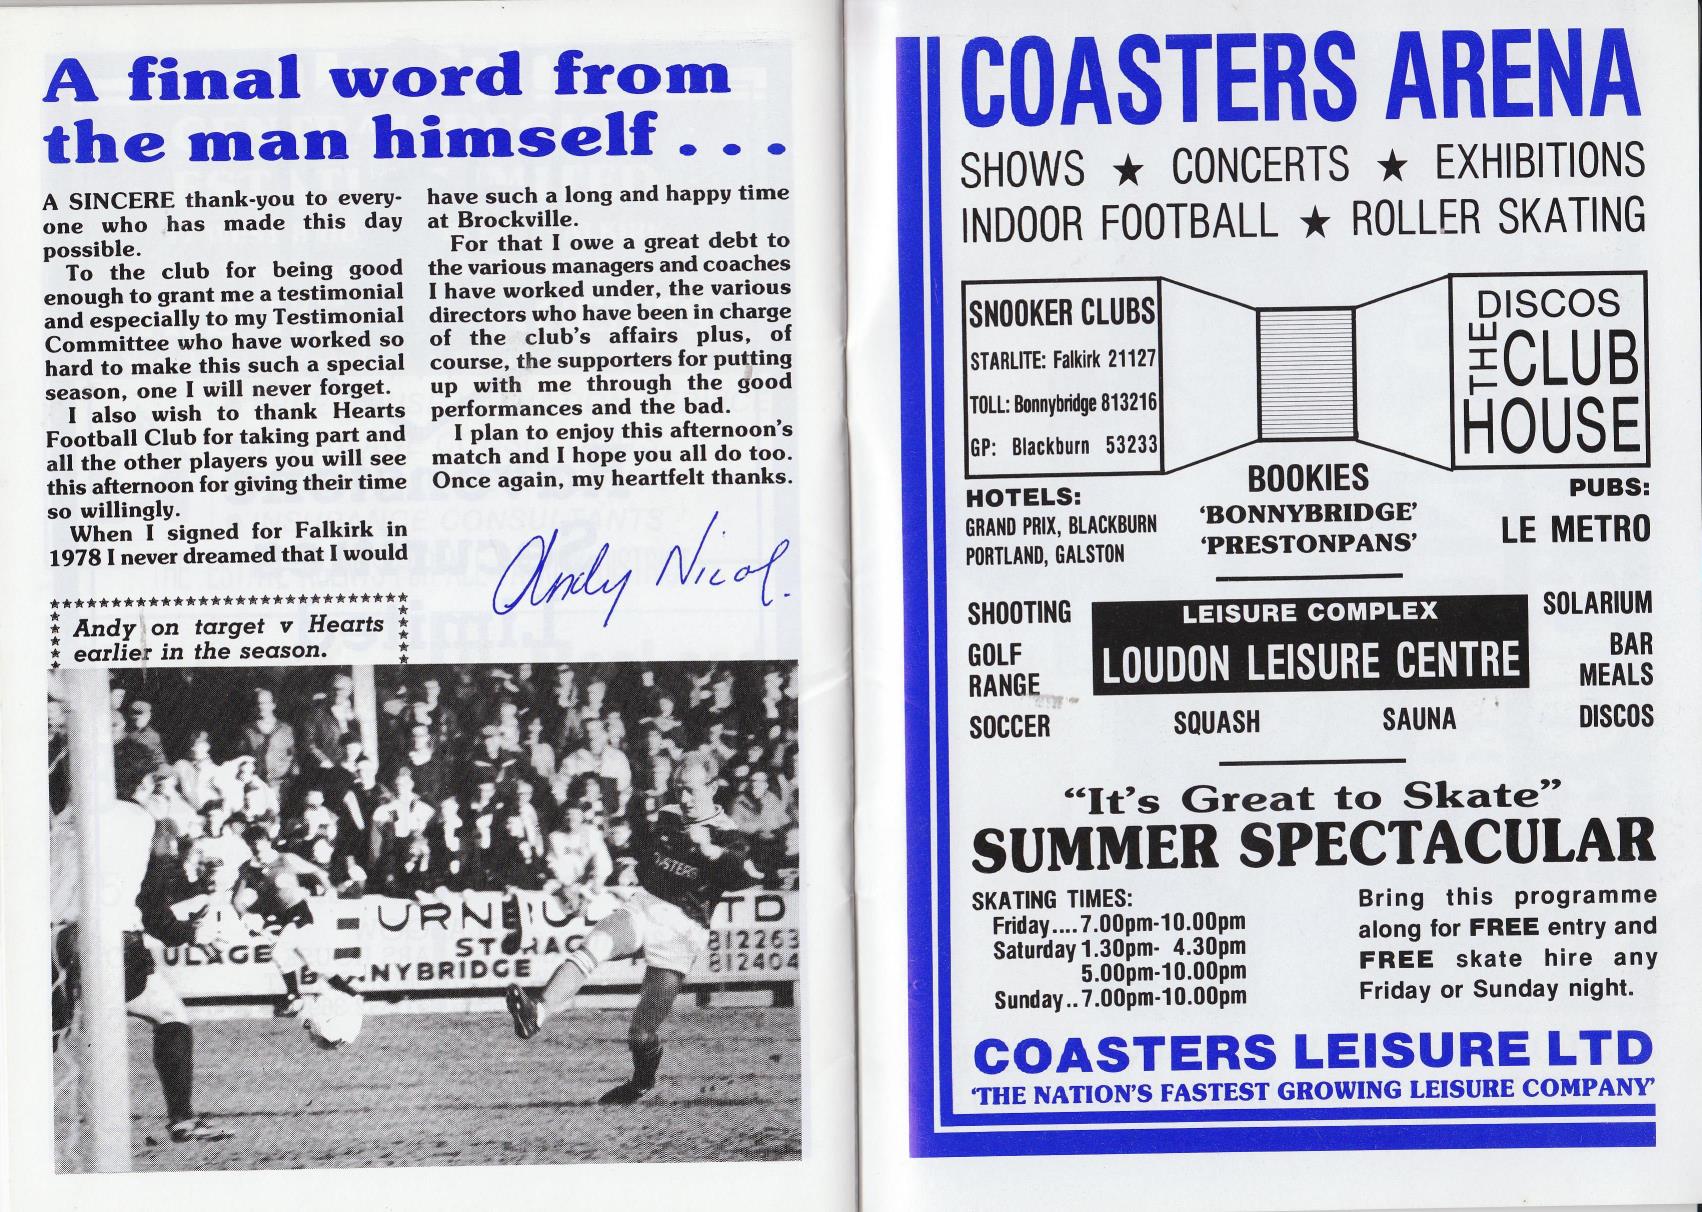 A final word from
the man himself . . .
A SINCERE thank-you to every-
one who has made this day
possible.
To the club for being good
enough to grant me a testimonial
and especially to my Testimonial
Committee who have worked so
hard to make this such a special
season, one I will never forget.
I also wish to thank Hearts
Football Club for taking part and
all the other players you will see
this afternoon for giving their time
so willingly.
When I signed for Falkirk in
1978 I never dreamed that I would
have such a long and happy time
at Brockville.
For that I owe a great debt to
the various managers and coaches
I have worked under, the various
directors who have been in charge
of the club's affairs plus, of
course, the supporters for putting
up with me through the good
performances and the bad.
I plan to enjoy this afternoon's
match and I hope you all do too.
Once again, my heartfelt thanks.
Andy Nicol.
Andy on target v Hearts
earlier in the season.
812263
812404
COASTERS ARENA
SHOWS ★ CONCERTS ★ EXHIBITIONS
INDOOR FOOTBALL ★ ROLLER SKATING
SNOOKER CLUBS
STARLITE: Falkirk 21127
TOLL: Bonnybridge 813216
GP: Blackburn 53233
DISCOS
THE CLUB
HOUSE
HOTELS:
GRAND PRIX, BLACKBURN
PORTLAND, GALSTON
BOOKIES
'BONNYBRIDGE'
'PRESTONPANS'
PUBS:
LE METRO
SHOOTING
GOLF
RANGE
SOCCER
LEISURE COMPLEX
LOUDON LEISURE CENTRE
SQUASH
SAUNA
SOLARIUM
BAR
MEALS
DISCOS
"It's Great to Skate"
SUMMER SPECTACULAR
SKATING TIMES:
Friday....7.00pm-10.00pm
Saturday 1.30pm- 4.30pm
5.00pm-10.00pm
Sunday..7.00pm-10.00pm
Bring this programme
along for FREE entry and
FREE skate hire any
Friday or Sunday night.
COASTERS LEISURE LTD
'THE NATION'S FASTEST GROWING LEISURE COMPANY'